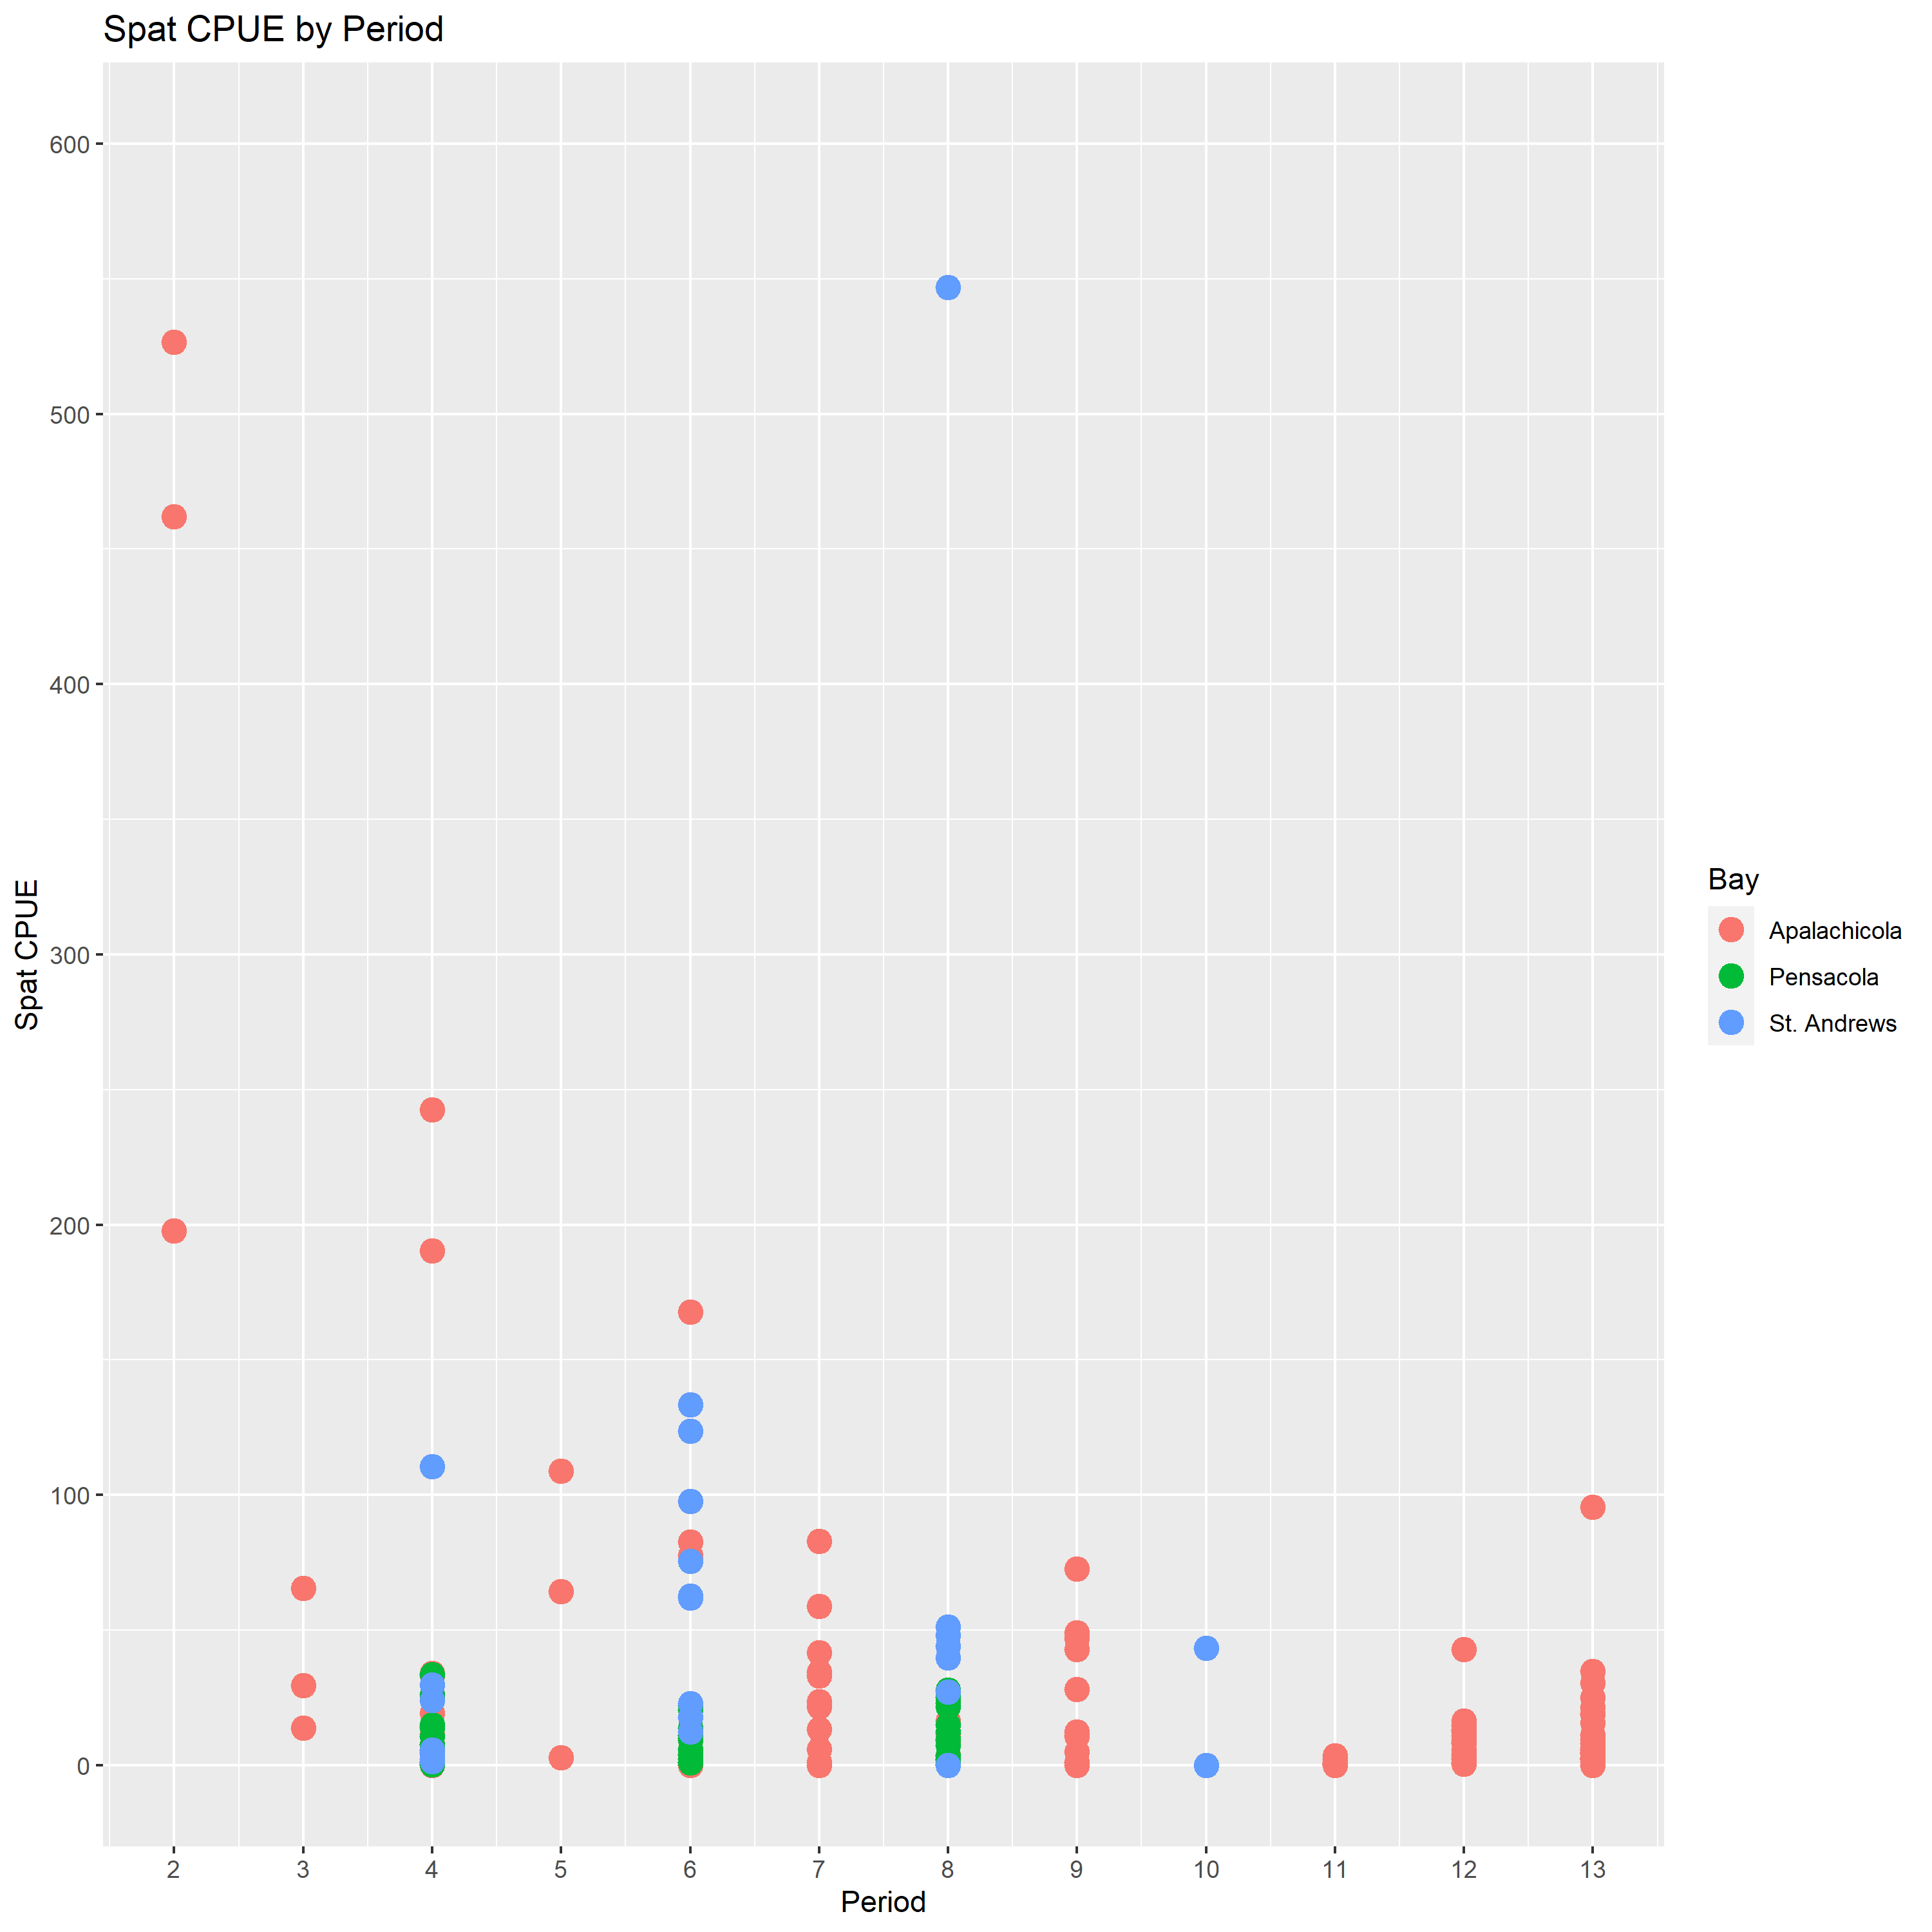 Spat CPUE by Period
600
500
400
300
200
100
0
Spat CPUE
2 3 4 5 6 7 8 9 10 11 12 13
Period
Bay
Apalachicola
Pensacola
St. Andrews